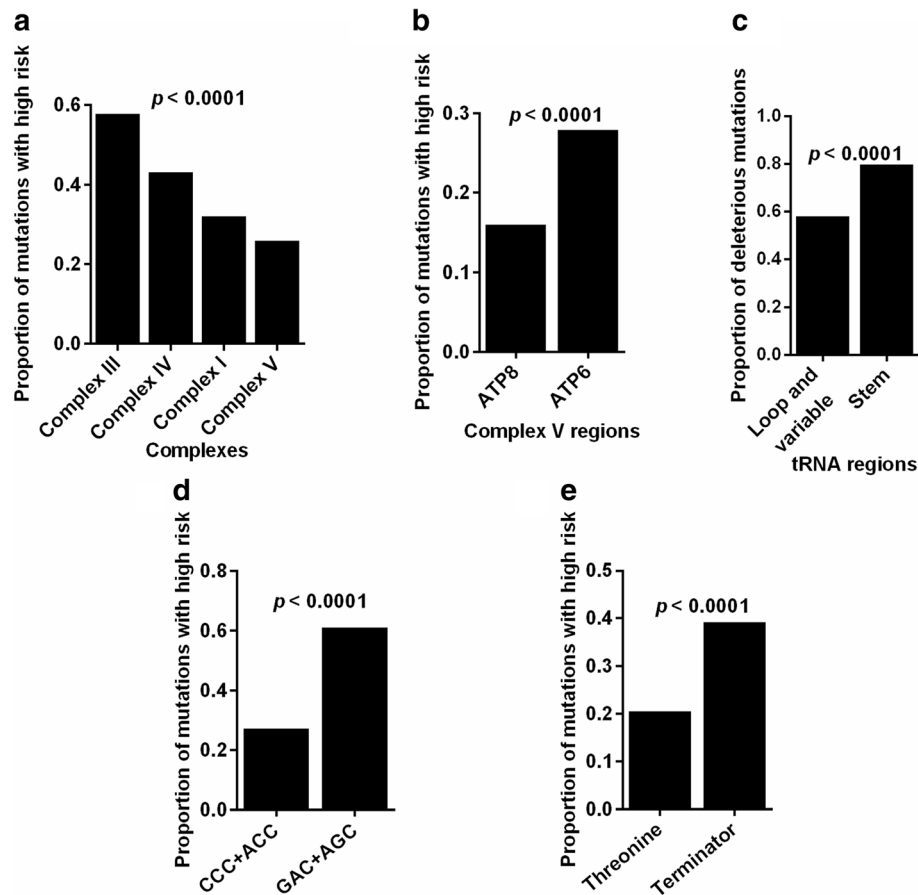 a
Proportion of mutations with high risk
0.6
0.4
0.2
0.0
p < 0.0001
Complex III
Complex IV
Complex I
Complex V
Complexes
b
Proportion of mutations with high risk
0.3
0.2
0.1
0.0
p < 0.0001
ATP8
ATP6
Complex V regions
c
Proportion of deleterious mutations
1.0
0.8
0.6
0.4
0.2
0.0
p < 0.0001
Loop and
variable
Stem
tRNA regions
d
Proportion of mutations with high risk
0.8
0.6
0.4
0.2
0.0
p < 0.0001
CCC+ACC
GAC+AGC
e
Proportion of mutations with high risk
0.5
0.4
0.3
0.2
0.1
0.0
p < 0.0001
Threonine
Terminator